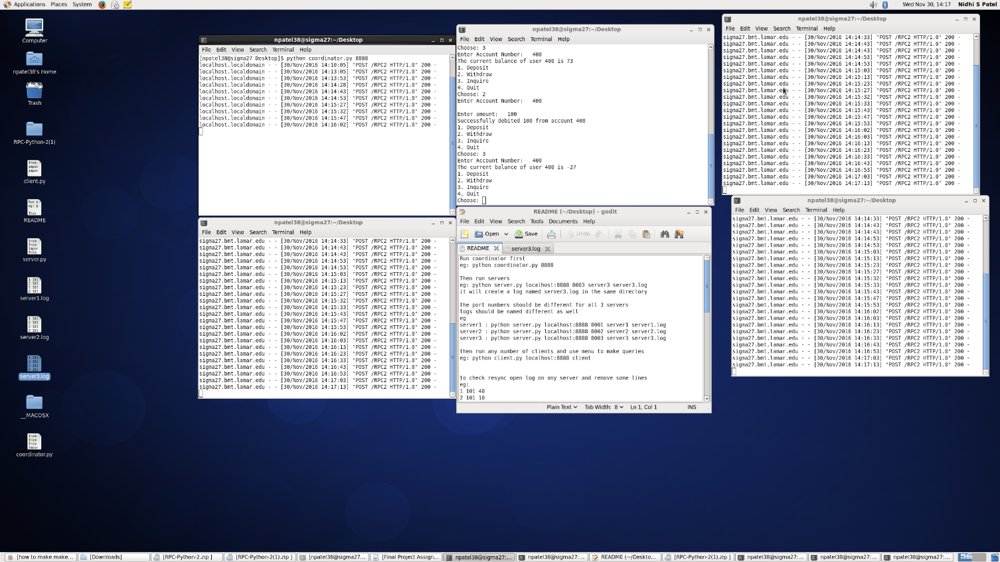 Applications Places System
Wed Nov 30, 14:17 Nidhi S Patel
Computer
npatel38's Home
Trash
RPC-Python-2(1)
client.py
README
server.py
server1.log
server2.log
server3.log
__MACOSX
coordinator.py
npatel38@sigma27:~/Desktop
File Edit View Search Terminal Help
[npatel38@sigma27 Desktop]$ python coordinator.py 8888
localhost.localdomain - - [30/Nov/2016 14:10:05] "POST /RPC2 HTTP/1.0" 200 -
localhost.localdomain - - [30/Nov/2016 14:13:05] "POST /RPC2 HTTP/1.0" 200 -
localhost.localdomain - - [30/Nov/2016 14:13:53] "POST /RPC2 HTTP/1.0" 200 -
localhost.localdomain - - [30/Nov/2016 14:14:28] "POST /RPC2 HTTP/1.0" 200 -
localhost.localdomain - - [30/Nov/2016 14:14:43] "POST /RPC2 HTTP/1.0" 200 -
localhost.localdomain - - [30/Nov/2016 14:14:53] "POST /RPC2 HTTP/1.0" 200 -
localhost.localdomain - - [30/Nov/2016 14:15:27] "POST /RPC2 HTTP/1.0" 200 -
localhost.localdomain - - [30/Nov/2016 14:15:32] "POST /RPC2 HTTP/1.0" 200 -
localhost.localdomain - - [30/Nov/2016 14:15:47] "POST /RPC2 HTTP/1.0" 200 -
localhost.localdomain - - [30/Nov/2016 14:16:02] "POST /RPC2 HTTP/1.0" 200 -
npatel38@sigma27:~/Desktop
File Edit View Search Terminal Help
Choose: 3
Enter Account Number: 400
The current balance of user 400 is 73
1. Deposit
2. Withdraw
3. Inquire
4. Quit
Choose: 2
Enter Account Number: 400
Enter amount: 100
Successfully debited 100 from account 400
1. Deposit
2. Withdraw
3. Inquire
4. Quit
Choose: 3
Enter Account Number: 400
The current balance of user 400 is -27
1. Deposit
2. Withdraw
3. Inquire
4. Quit
Choose:
npatel38@sigma27:~/Desktop
File Edit View Search Terminal Help
sigma27.bmt.lamar.edu - - [30/Nov/2016 14:14:33] "POST /RPC2 HTTP/1.0" 200 -
sigma27.bmt.lamar.edu - - [30/Nov/2016 14:14:43] "POST /RPC2 HTTP/1.0" 200 -
sigma27.bmt.lamar.edu - - [30/Nov/2016 14:14:43] "POST /RPC2 HTTP/1.0" 200 -
sigma27.bmt.lamar.edu - - [30/Nov/2016 14:14:53] "POST /RPC2 HTTP/1.0" 200 -
sigma27.bmt.lamar.edu - - [30/Nov/2016 14:14:53] "POST /RPC2 HTTP/1.0" 200 -
sigma27.bmt.lamar.edu - - [30/Nov/2016 14:15:03] "POST /RPC2 HTTP/1.0" 200 -
sigma27.bmt.lamar.edu - - [30/Nov/2016 14:15:13] "POST /RPC2 HTTP/1.0" 200 -
sigma27.bmt.lamar.edu - - [30/Nov/2016 14:15:23] "POST /RPC2 HTTP/1.0" 200 -
sigma27.bmt.lamar.edu - - [30/Nov/2016 14:15:27] "POST /RPC2 HTTP/1.0" 200 -
sigma27.bmt.lamar.edu - - [30/Nov/2016 14:15:32] "POST /RPC2 HTTP/1.0" 200 -
sigma27.bmt.lamar.edu - - [30/Nov/2016 14:15:33] "POST /RPC2 HTTP/1.0" 200 -
sigma27.bmt.lamar.edu - - [30/Nov/2016 14:15:43] "POST /RPC2 HTTP/1.0" 200 -
sigma27.bmt.lamar.edu - - [30/Nov/2016 14:15:47] "POST /RPC2 HTTP/1.0" 200 -
sigma27.bmt.lamar.edu - - [30/Nov/2016 14:15:53] "POST /RPC2 HTTP/1.0" 200 -
sigma27.bmt.lamar.edu - - [30/Nov/2016 14:16:02] "POST /RPC2 HTTP/1.0" 200 -
sigma27.bmt.lamar.edu - - [30/Nov/2016 14:16:03] "POST /RPC2 HTTP/1.0" 200 -
sigma27.bmt.lamar.edu - - [30/Nov/2016 14:16:13] "POST /RPC2 HTTP/1.0" 200 -
sigma27.bmt.lamar.edu - - [30/Nov/2016 14:16:23] "POST /RPC2 HTTP/1.0" 200 -
sigma27.bmt.lamar.edu - - [30/Nov/2016 14:16:33] "POST /RPC2 HTTP/1.0" 200 -
sigma27.bmt.lamar.edu - - [30/Nov/2016 14:16:43] "POST /RPC2 HTTP/1.0" 200 -
sigma27.bmt.lamar.edu - - [30/Nov/2016 14:16:53] "POST /RPC2 HTTP/1.0" 200 -
sigma27.bmt.lamar.edu - - [30/Nov/2016 14:17:03] "POST /RPC2 HTTP/1.0" 200 -
sigma27.bmt.lamar.edu - - [30/Nov/2016 14:17:13] "POST /RPC2 HTTP/1.0" 200 -
npatel38@sigma27:~/Desktop
File Edit View Search Terminal Help
sigma27.bmt.lamar.edu - - [30/Nov/2016 14:14:33] "POST /RPC2 HTTP/1.0" 200 -
sigma27.bmt.lamar.edu - - [30/Nov/2016 14:14:43] "POST /RPC2 HTTP/1.0" 200 -
sigma27.bmt.lamar.edu - - [30/Nov/2016 14:14:43] "POST /RPC2 HTTP/1.0" 200 -
sigma27.bmt.lamar.edu - - [30/Nov/2016 14:14:53] "POST /RPC2 HTTP/1.0" 200 -
sigma27.bmt.lamar.edu - - [30/Nov/2016 14:14:53] "POST /RPC2 HTTP/1.0" 200 -
sigma27.bmt.lamar.edu - - [30/Nov/2016 14:15:03] "POST /RPC2 HTTP/1.0" 200 -
sigma27.bmt.lamar.edu - - [30/Nov/2016 14:15:13] "POST /RPC2 HTTP/1.0" 200 -
sigma27.bmt.lamar.edu - - [30/Nov/2016 14:15:23] "POST /RPC2 HTTP/1.0" 200 -
sigma27.bmt.lamar.edu - - [30/Nov/2016 14:15:27] "POST /RPC2 HTTP/1.0" 200 -
sigma27.bmt.lamar.edu - - [30/Nov/2016 14:15:32] "POST /RPC2 HTTP/1.0" 200 -
sigma27.bmt.lamar.edu - - [30/Nov/2016 14:15:33] "POST /RPC2 HTTP/1.0" 200 -
sigma27.bmt.lamar.edu - - [30/Nov/2016 14:15:43] "POST /RPC2 HTTP/1.0" 200 -
sigma27.bmt.lamar.edu - - [30/Nov/2016 14:15:47] "POST /RPC2 HTTP/1.0" 200 -
sigma27.bmt.lamar.edu - - [30/Nov/2016 14:15:53] "POST /RPC2 HTTP/1.0" 200 -
sigma27.bmt.lamar.edu - - [30/Nov/2016 14:16:02] "POST /RPC2 HTTP/1.0" 200 -
sigma27.bmt.lamar.edu - - [30/Nov/2016 14:16:03] "POST /RPC2 HTTP/1.0" 200 -
sigma27.bmt.lamar.edu - - [30/Nov/2016 14:16:13] "POST /RPC2 HTTP/1.0" 200 -
sigma27.bmt.lamar.edu - - [30/Nov/2016 14:16:23] "POST /RPC2 HTTP/1.0" 200 -
sigma27.bmt.lamar.edu - - [30/Nov/2016 14:16:33] "POST /RPC2 HTTP/1.0" 200 -
sigma27.bmt.lamar.edu - - [30/Nov/2016 14:16:43] "POST /RPC2 HTTP/1.0" 200 -
sigma27.bmt.lamar.edu - - [30/Nov/2016 14:16:53] "POST /RPC2 HTTP/1.0" 200 -
sigma27.bmt.lamar.edu - - [30/Nov/2016 14:17:03] "POST /RPC2 HTTP/1.0" 200 -
sigma27.bmt.lamar.edu - - [30/Nov/2016 14:17:13] "POST /RPC2 HTTP/1.0" 200 -
README (~/Desktop) - gedit
File Edit View Search Tools Documents Help
Open Save Undo
README server3.log
Run coordinator first
eg: python coordinator.py 8888
Then run servers
eg: python server.py localhost:8888 8003 server3 server3.log
it will create a log named server3.log in the same directory
the port numbers should be different for all 3 servers
logs should be named different as well
eg
server1 : python server.py localhost:8888 8001 server1 server1.log
server2 : python server.py localhost:8888 8002 server2 server2.log
server3 : python server.py localhost:8888 8003 server3 server3.log
then run any number of clients and use menu to make queries
eg: python client.py localhost:8888 client
to check resync open log on any server and remove some lines
eg:
1 101 40
2 101 10
Plain Text Tab Width: 8 Ln 1, Col 1 INS
npatel38@sigma27:~/Desktop
File Edit View Search Terminal Help
sigma27.bmt.lamar.edu - - [30/Nov/2016 14:14:33] "POST /RPC2 HTTP/1.0" 200 -
sigma27.bmt.lamar.edu - - [30/Nov/2016 14:14:43] "POST /RPC2 HTTP/1.0" 200 -
sigma27.bmt.lamar.edu - - [30/Nov/2016 14:14:43] "POST /RPC2 HTTP/1.0" 200 -
sigma27.bmt.lamar.edu - - [30/Nov/2016 14:14:53] "POST /RPC2 HTTP/1.0" 200 -
sigma27.bmt.lamar.edu - - [30/Nov/2016 14:14:53] "POST /RPC2 HTTP/1.0" 200 -
sigma27.bmt.lamar.edu - - [30/Nov/2016 14:15:03] "POST /RPC2 HTTP/1.0" 200 -
sigma27.bmt.lamar.edu - - [30/Nov/2016 14:15:13] "POST /RPC2 HTTP/1.0" 200 -
sigma27.bmt.lamar.edu - - [30/Nov/2016 14:15:23] "POST /RPC2 HTTP/1.0" 200 -
sigma27.bmt.lamar.edu - - [30/Nov/2016 14:15:27] "POST /RPC2 HTTP/1.0" 200 -
sigma27.bmt.lamar.edu - - [30/Nov/2016 14:15:32] "POST /RPC2 HTTP/1.0" 200 -
sigma27.bmt.lamar.edu - - [30/Nov/2016 14:15:33] "POST /RPC2 HTTP/1.0" 200 -
sigma27.bmt.lamar.edu - - [30/Nov/2016 14:15:43] "POST /RPC2 HTTP/1.0" 200 -
sigma27.bmt.lamar.edu - - [30/Nov/2016 14:15:47] "POST /RPC2 HTTP/1.0" 200 -
sigma27.bmt.lamar.edu - - [30/Nov/2016 14:15:53] "POST /RPC2 HTTP/1.0" 200 -
sigma27.bmt.lamar.edu - - [30/Nov/2016 14:16:02] "POST /RPC2 HTTP/1.0" 200 -
sigma27.bmt.lamar.edu - - [30/Nov/2016 14:16:03] "POST /RPC2 HTTP/1.0" 200 -
sigma27.bmt.lamar.edu - - [30/Nov/2016 14:16:13] "POST /RPC2 HTTP/1.0" 200 -
sigma27.bmt.lamar.edu - - [30/Nov/2016 14:16:23] "POST /RPC2 HTTP/1.0" 200 -
sigma27.bmt.lamar.edu - - [30/Nov/2016 14:16:33] "POST /RPC2 HTTP/1.0" 200 -
sigma27.bmt.lamar.edu - - [30/Nov/2016 14:16:43] "POST /RPC2 HTTP/1.0" 200 -
sigma27.bmt.lamar.edu - - [30/Nov/2016 14:16:53] "POST /RPC2 HTTP/1.0" 200 -
sigma27.bmt.lamar.edu - - [30/Nov/2016 14:17:03] "POST /RPC2 HTTP/1.0" 200 -
sigma27.bmt.lamar.edu - - [30/Nov/2016 14:17:13] "POST /RPC2 HTTP/1.0" 200 -
[how to make make... [Downloads] [RPC-Python-2.zip ] [RPC-Python-2(1).zip ] [npatel38@sigma27... [Final Project Assign... npatel38@sigma27:... npatel38@sigma27:... README (~/Deskto... [RPC-Python-2(1).zip ] npatel38@sigma27:... npatel38@sigma27:... npatel38@sigma27:...